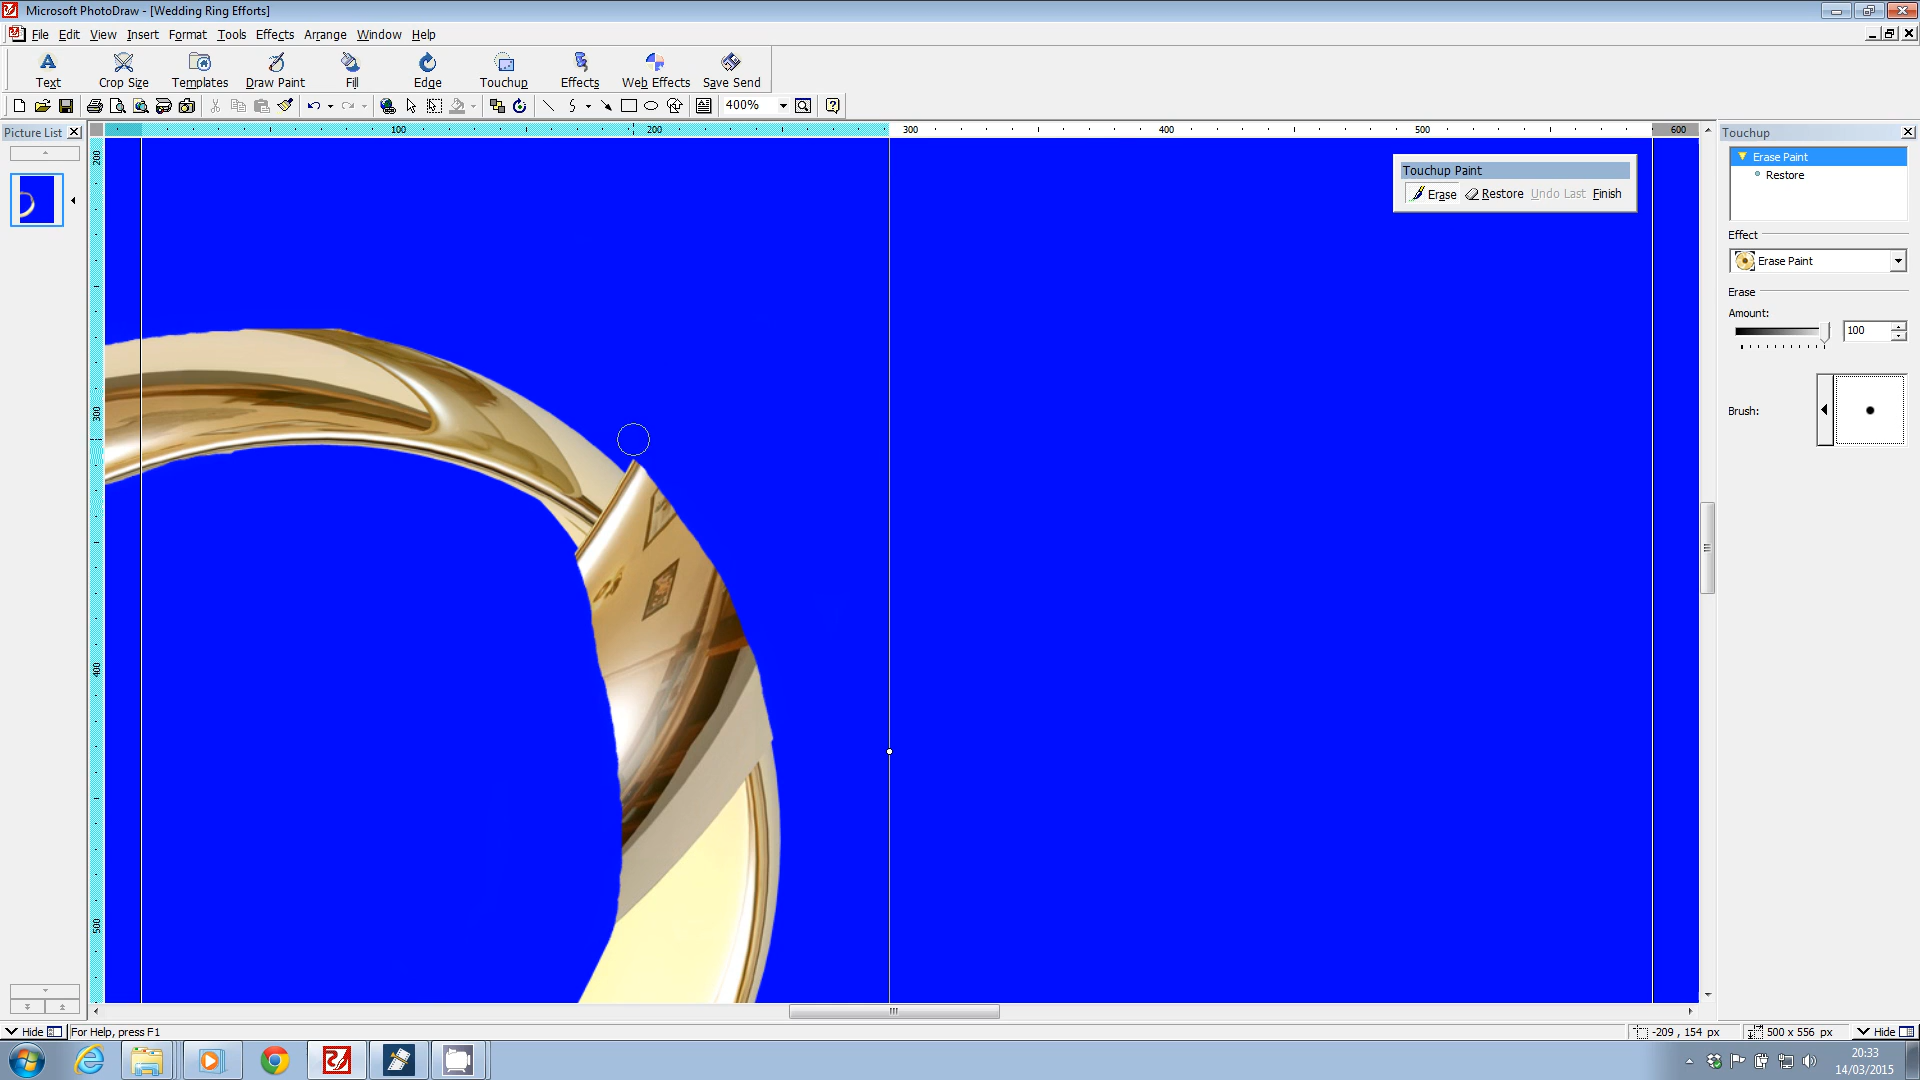 Microsoft PhotoDraw - [Wedding Ring Efforts]
File Edit View Insert Format Tools Effects Arrange Window Help
Text Crop Size Templates Draw Paint Fill Edge Touchup Effects Web Effects Save Send
400%
Picture List
100 200 300 400 500 600
Touchup
200
300
400
500
Touchup Paint
Erase Restore Undo Last Finish
Erase Paint
Restore
Effect
Erase Paint
Erase
Amount:
100
Brush:
Hide For Help, press F1 -209 , 154 px 500 x 556 px Hide
20:33
14/03/2015